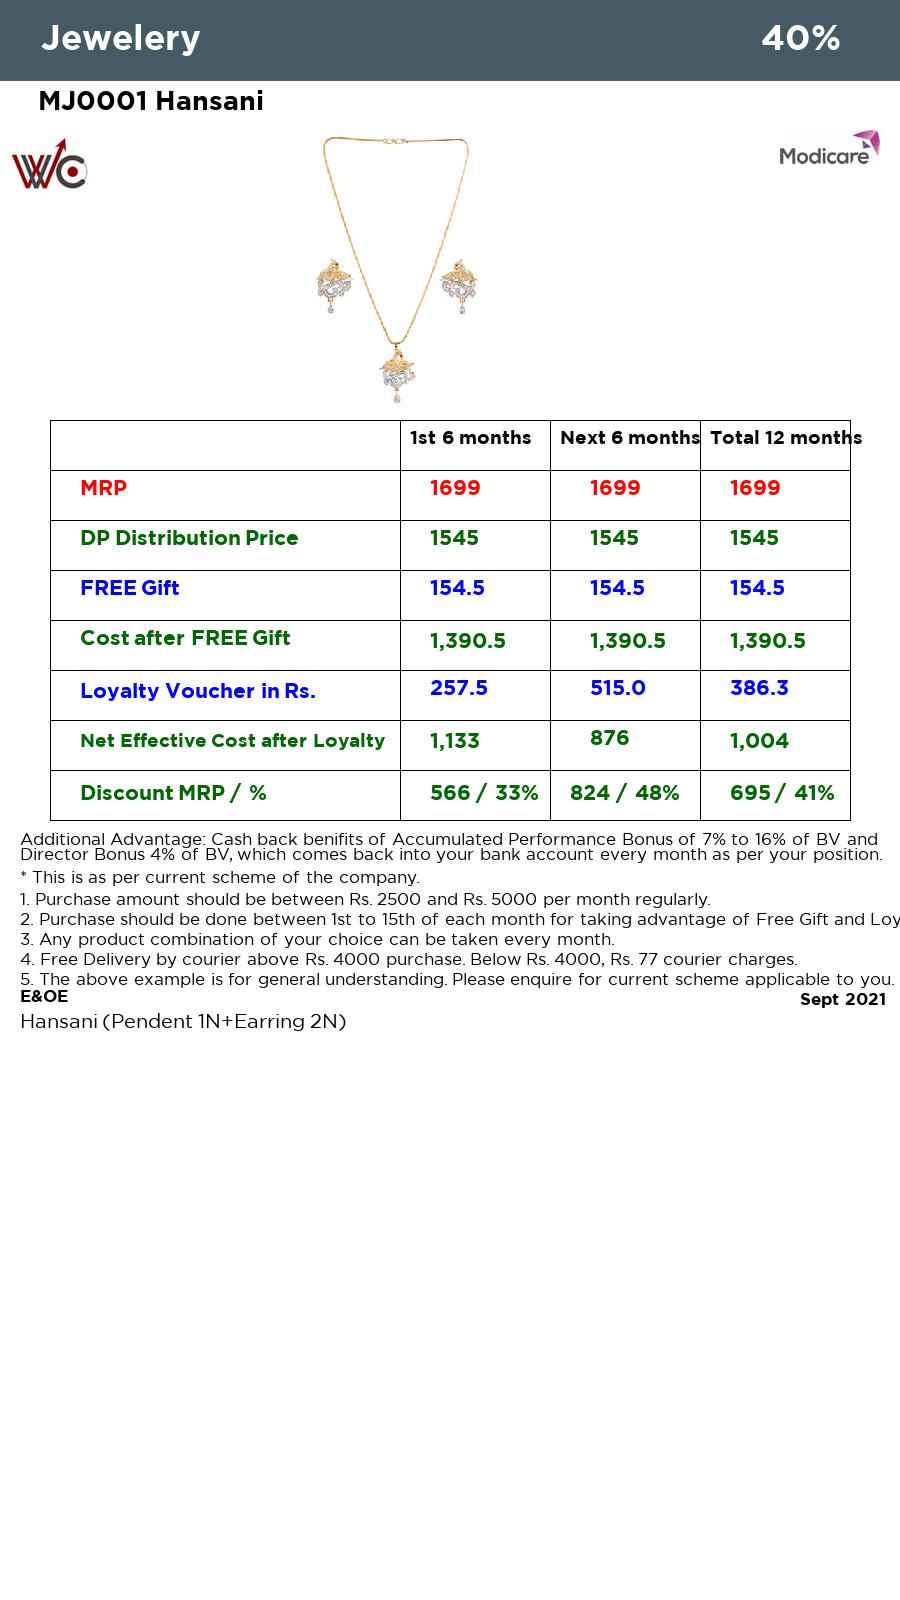 Jewelery 40%
MJ0001 Hansani
WC
Modicare
1st 6 months Next 6 months Total 12 months
MRP 1699 1699 1699
DP Distribution Price 1545 1545 1545
FREE Gift 154.5 154.5 154.5
Cost after FREE Gift 1,390.5 1,390.5 1,390.5
Loyalty Voucher in Rs. 257.5 515.0 386.3
Net Effective Cost after Loyalty 1,133 876 1,004
Discount MRP / % 566 / 33% 824 / 48% 695 / 41%
Additional Advantage: Cash back benifits of Accumulated Performance Bonus of 7% to 16% of BV and
Director Bonus 4% of BV, which comes back into your bank account every month as per your position.
* This is as per current scheme of the company.
1. Purchase amount should be between Rs. 2500 and Rs. 5000 per month regularly.
2. Purchase should be done between 1st to 15th of each month for taking advantage of Free Gift and Loy
3. Any product combination of your choice can be taken every month.
4. Free Delivery by courier above Rs. 4000 purchase. Below Rs. 4000, Rs. 77 courier charges.
5. The above example is for general understanding. Please enquire for current scheme applicable to you.
E&OE
Sept 2021
Hansani (Pendent 1N+Earring 2N)